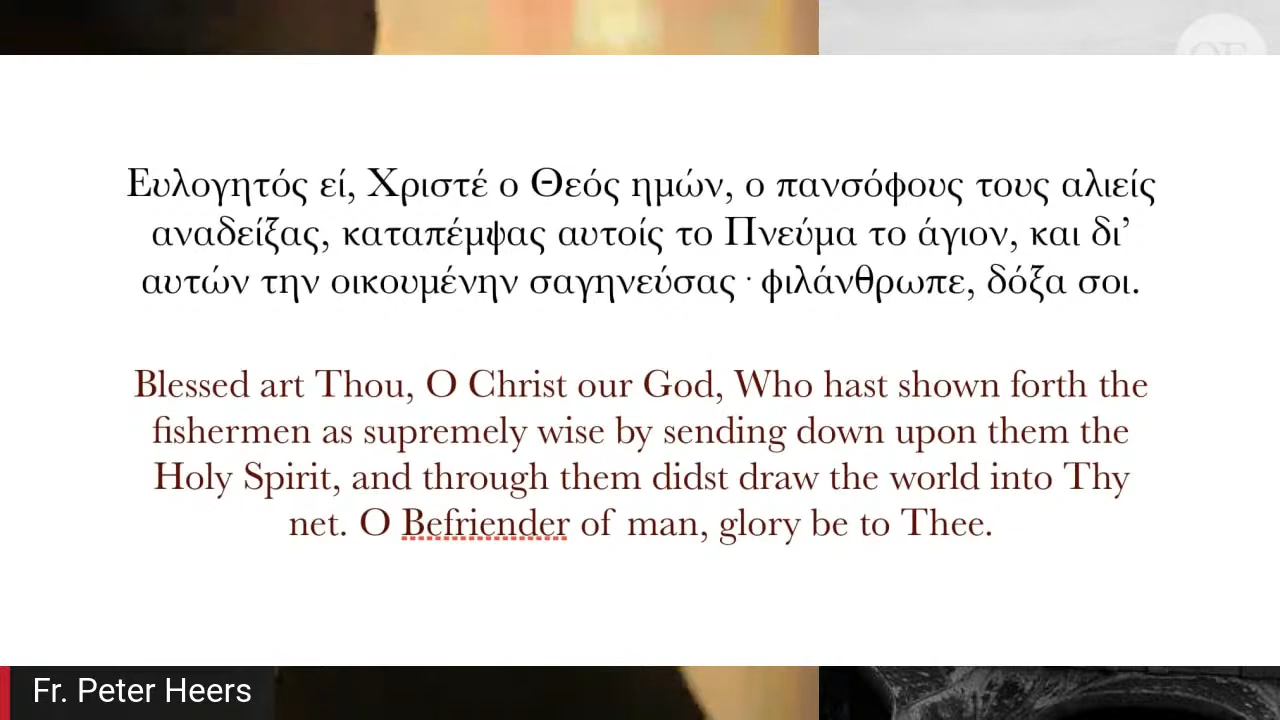 Ευλογητός εί, Χριστέ ο Θεός ημών, ο πανσόφους τους αλιείς
αναδείξας, καταπέμψας αυτοίς το Πνεύμα το άγιον, και δι’
αυτών την οικουμένην σαγηνεύσας · φιλάνθρωπε, δόξα σοι.
Blessed art Thou, O Christ our God, Who hast shown forth the
fishermen as supremely wise by sending down upon them the
Holy Spirit, and through them didst draw the world into Thy
net. O Befriender of man, glory be to Thee.
Fr. Peter Heers